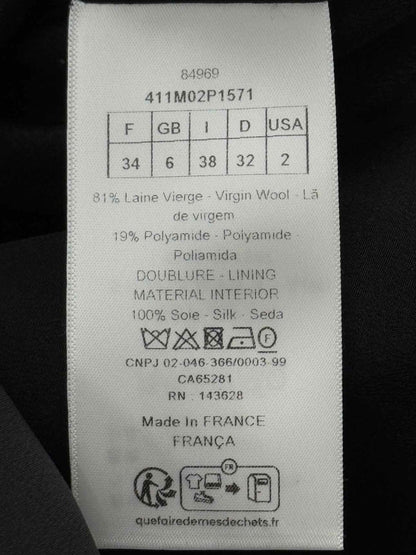 84969
411M02P1571
F GB I D USA
34 6 38 32 2
81% Laine Vierge - Virgin Wool - Lã
de virgem
19% Polyamide - Polyamide -
Poliamida
DOUBLURE - LINING
MATERIAL INTERIOR
100% Soie - Silk - Seda
F
CNPJ 02-046-366/0003-99
CA65281
RN : 143628
Made In FRANCE
FRANÇA
FR
quefairedemesdechets.fr